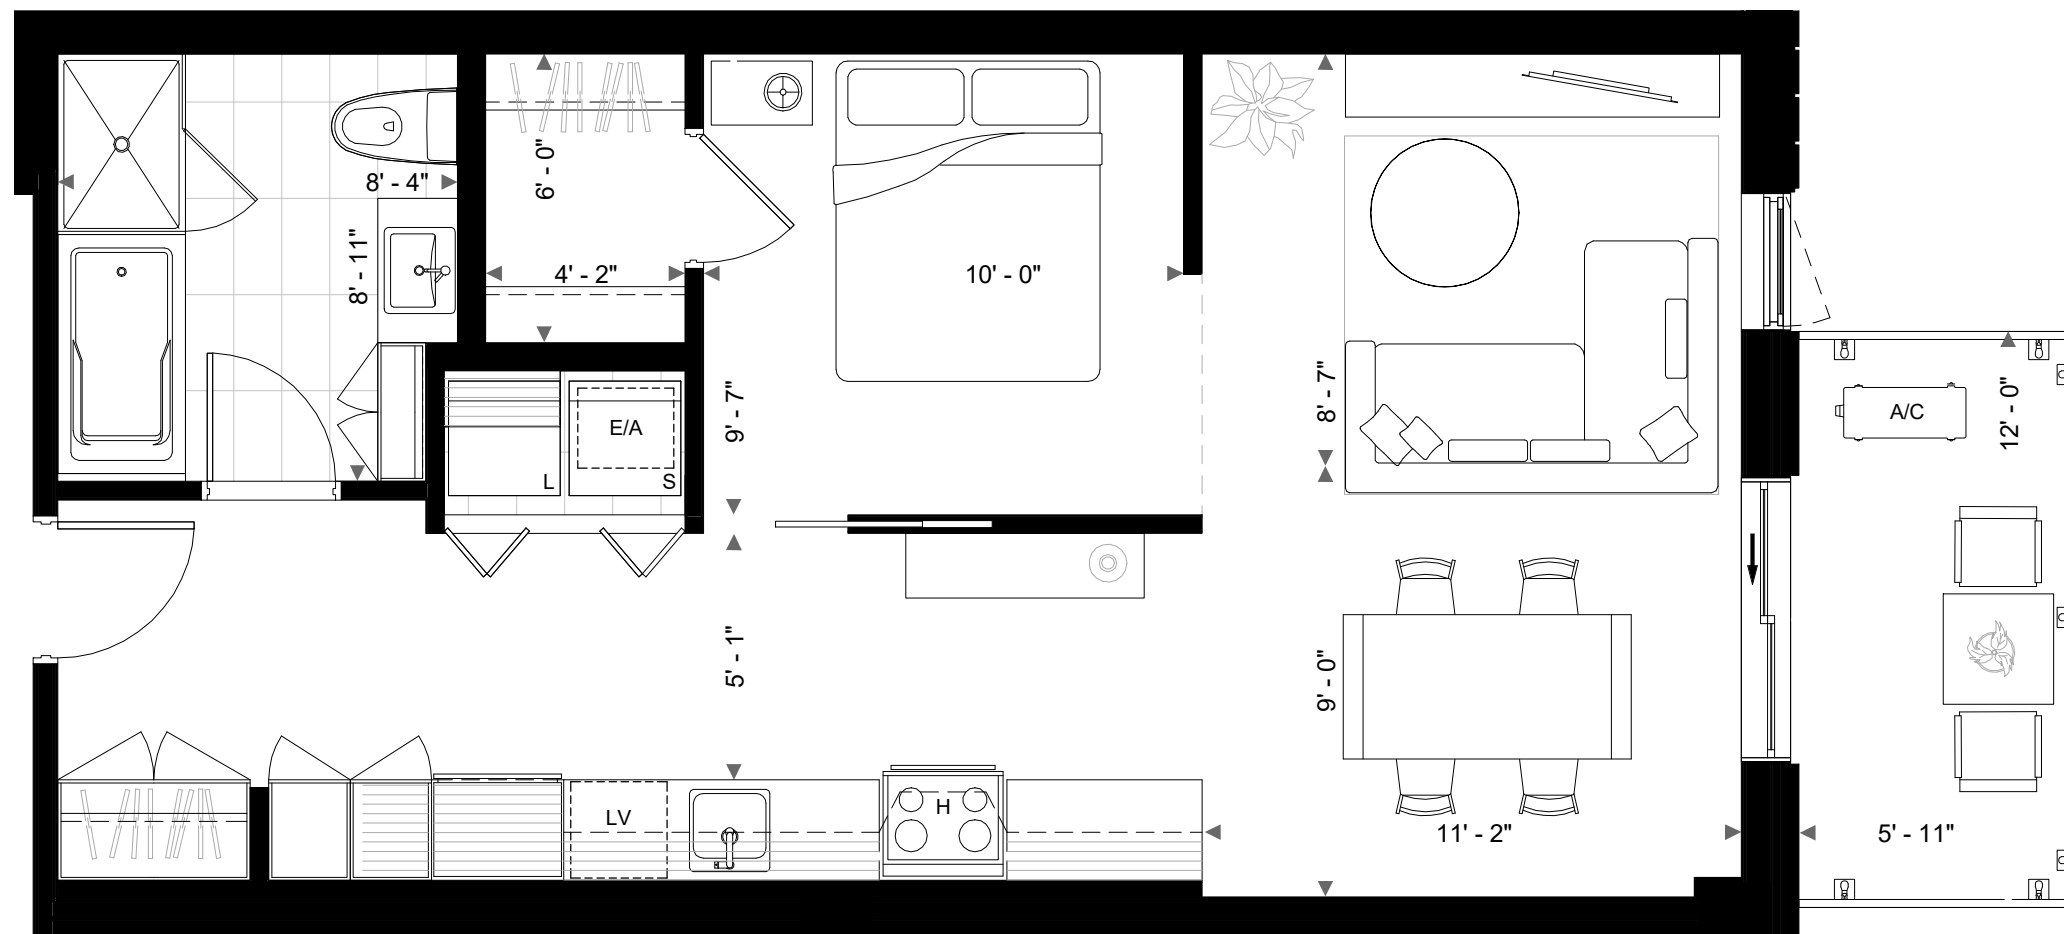 8' - 4"
6' - 0"
8' - 11"
4' - 2"
10' - 0"
9' - 7"
8' - 7"
12' - 0"
A/C
E/A
L
S
5' - 1"
9' - 0"
LV
H
11' - 2"
5' - 11"